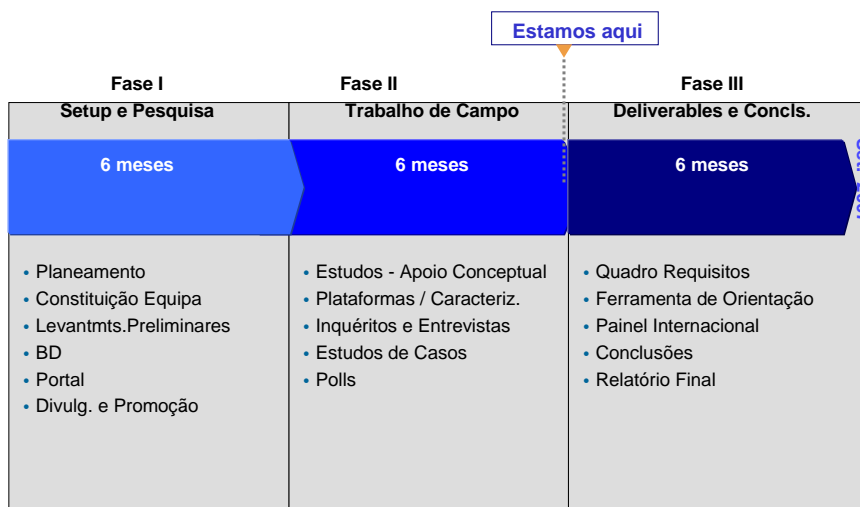 Estamos aqui
Fase I
Setup e Pesquisa
6 meses
• Planeamento
• Constituição Equipa
• Levantmts.Preliminares
• BD
• Portal
• Divulg. e Promoção
Fase II
Trabalho de Campo
6 meses
• Estudos - Apoio Conceptual
• Plataformas / Caracteriz.
• Inquéritos e Entrevistas
• Estudos de Casos
• Polls
Fase III
Deliverables e Concls.
6 meses
• Quadro Requisitos
• Ferramenta de Orientação
• Painel Internacional
• Conclusões
• Relatório Final